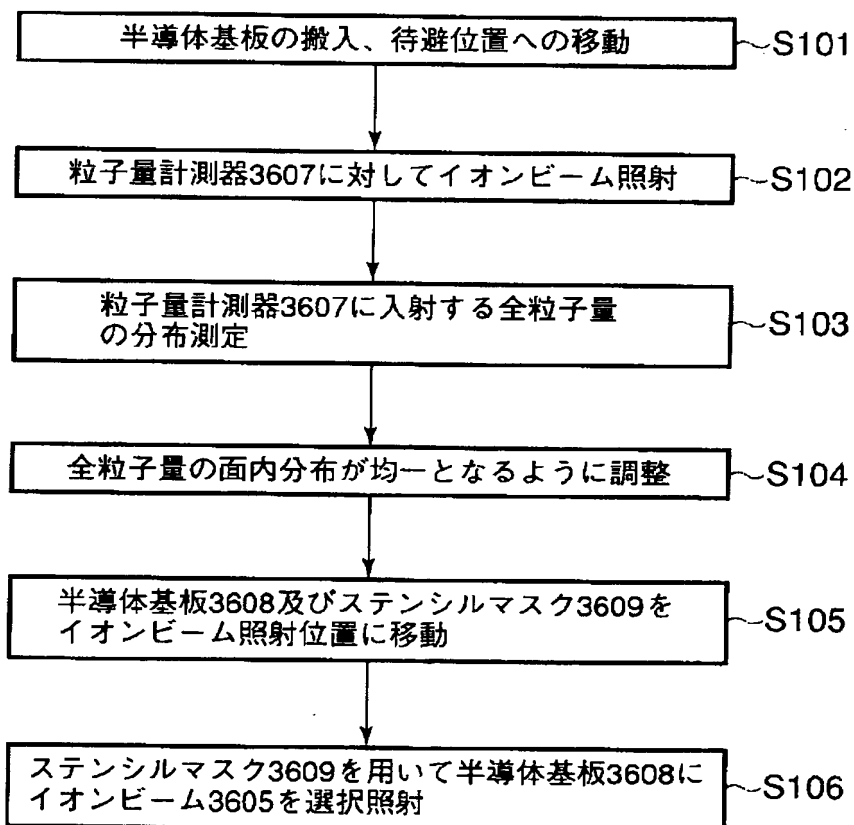 半導体基板の搬入、待避位置への移動
S101
粒子量計測器3607に対してイオンビーム照射
S102
粒子量計測器3607に入射する全粒子量
の分布測定
S103
全粒子量の面内分布が均一となるように調整
S104
半導体基板3608及びステンシルマスク3609を
イオンビーム照射位置に移動
S105
ステンシルマスク3609を用いて半導体基板3608に
イオンビーム3605を選択照射
S106